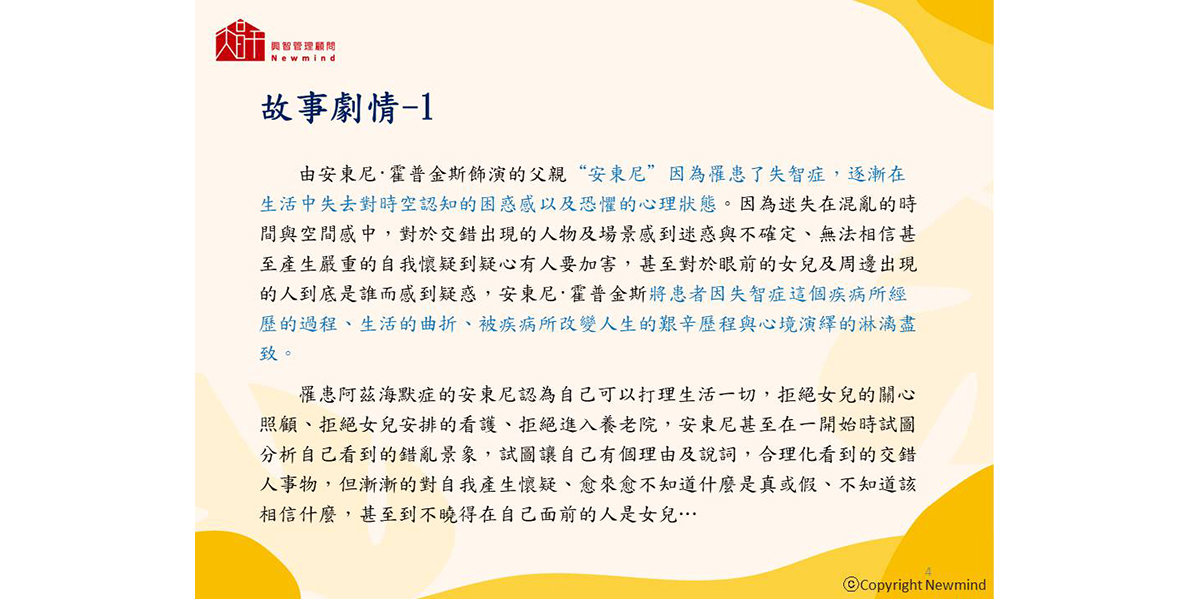 興智管理顧問
Newmind
故事劇情-1
由安東尼·霍普金斯飾演的父親“安東尼”因為罹患了失智症，逐漸在
生活中失去對時空認知的困惑感以及恐懼的心理狀態。因為迷失在混亂的時
間與空間感中，對於交錯出現的人物及場景感到迷惑與不確定、無法相信甚
至產生嚴重的自我懷疑到疑心有人要加害，甚至對於眼前的女兒及周邊出現
的人到底是誰而感到疑惑，安東尼·霍普金斯將患者因失智症這個疾病所經
歷的過程、生活的曲折、被疾病所改變人生的艱辛歷程與心境演繹的淋漓盡
致。
罹患阿茲海默症的安東尼認為自己可以打理生活一切，拒絕女兒的關心
照顧、拒絕女兒安排的看護、拒絕進入養老院，安東尼甚至在一開始時試圖
分析自己看到的錯亂景象，試圖讓自己有個理由及說詞，合理化看到的交錯
人事物，但漸漸的對自我產生懷疑、愈來愈不知道什麼是真或假、不知道該
相信什麼，甚至到不曉得在自己面前的人是女兒…
4
©Copyright Newmind